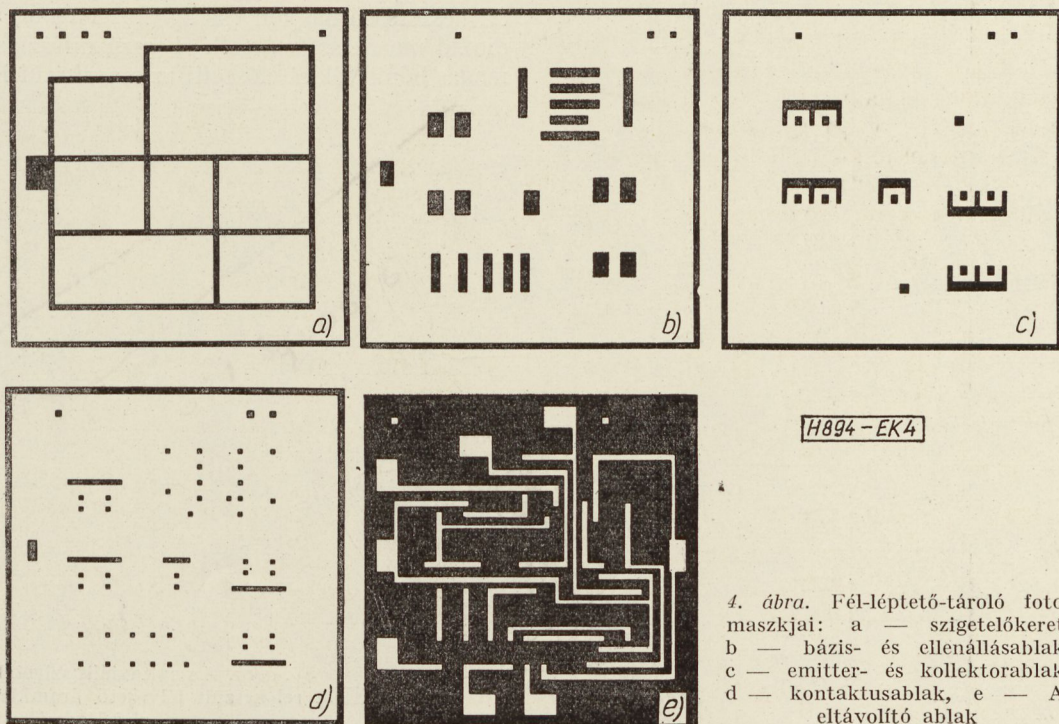 a)
b)
c)
d)
e)
H894-EK4
4. ábra. Fél-léptető-tároló foto
maszkjai: a — szigetelőkeret
b — bázis- és ellenállásablak
c — emitter- és kollektorablak
d — kontaktusablak, e — A
eltávolító ablak